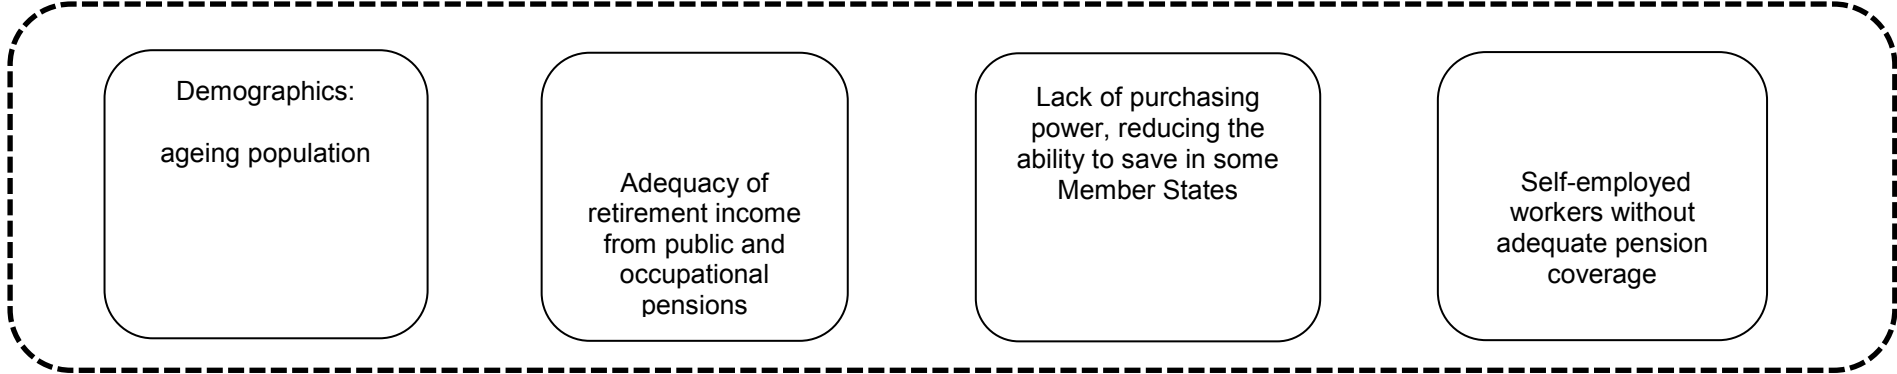 Demographics:
ageing population
Adequacy of
retirement income
from public and
occupational
pensions
Lack of purchasing
power, reducing the
ability to save in some
Member States
Self-employed
workers without
adequate pension
coverage